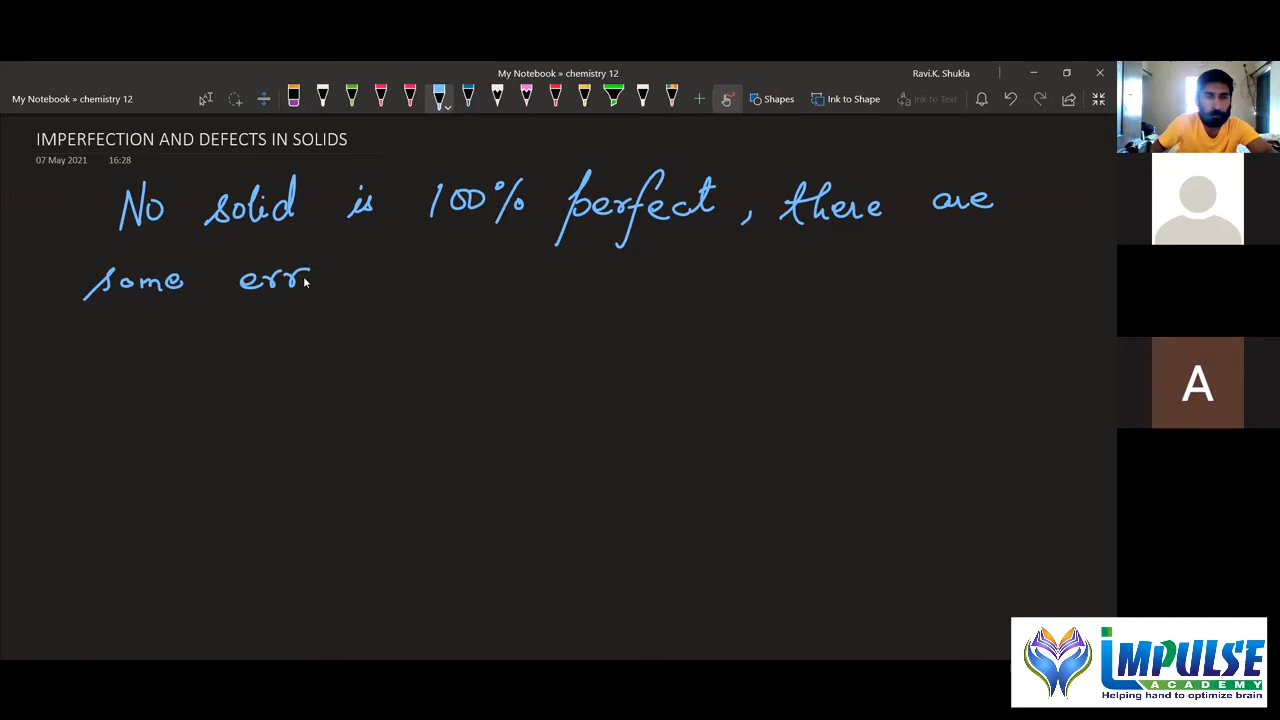 My Notebook » chemistry 12
Ravi.K. Shukla
My Notebook » chemistry 12
Shapes
Ink to Shape
Ink to Text
IMPERFECTION AND DEFECTS IN SOLIDS
07 May 2021 16:28
No solid is 100% perfect, there are
some err
A
iMPULSE
ACADEMY
Helping hand to optimize brain